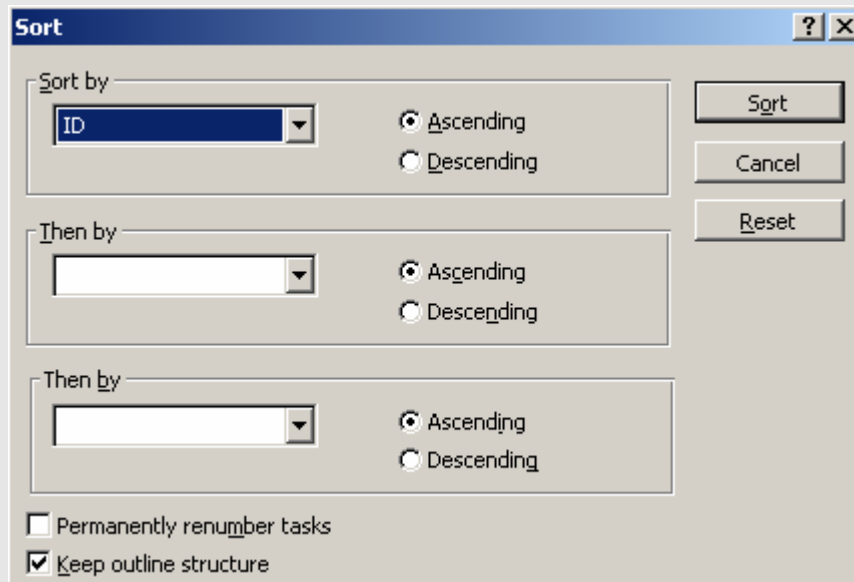 Sort
Sort by
ID
Ascending
Descending
Sort
Cancel
Reset
Then by
Ascending
Descending
Then by
Ascending
Descending
Permanently renumber tasks
Keep outline structure